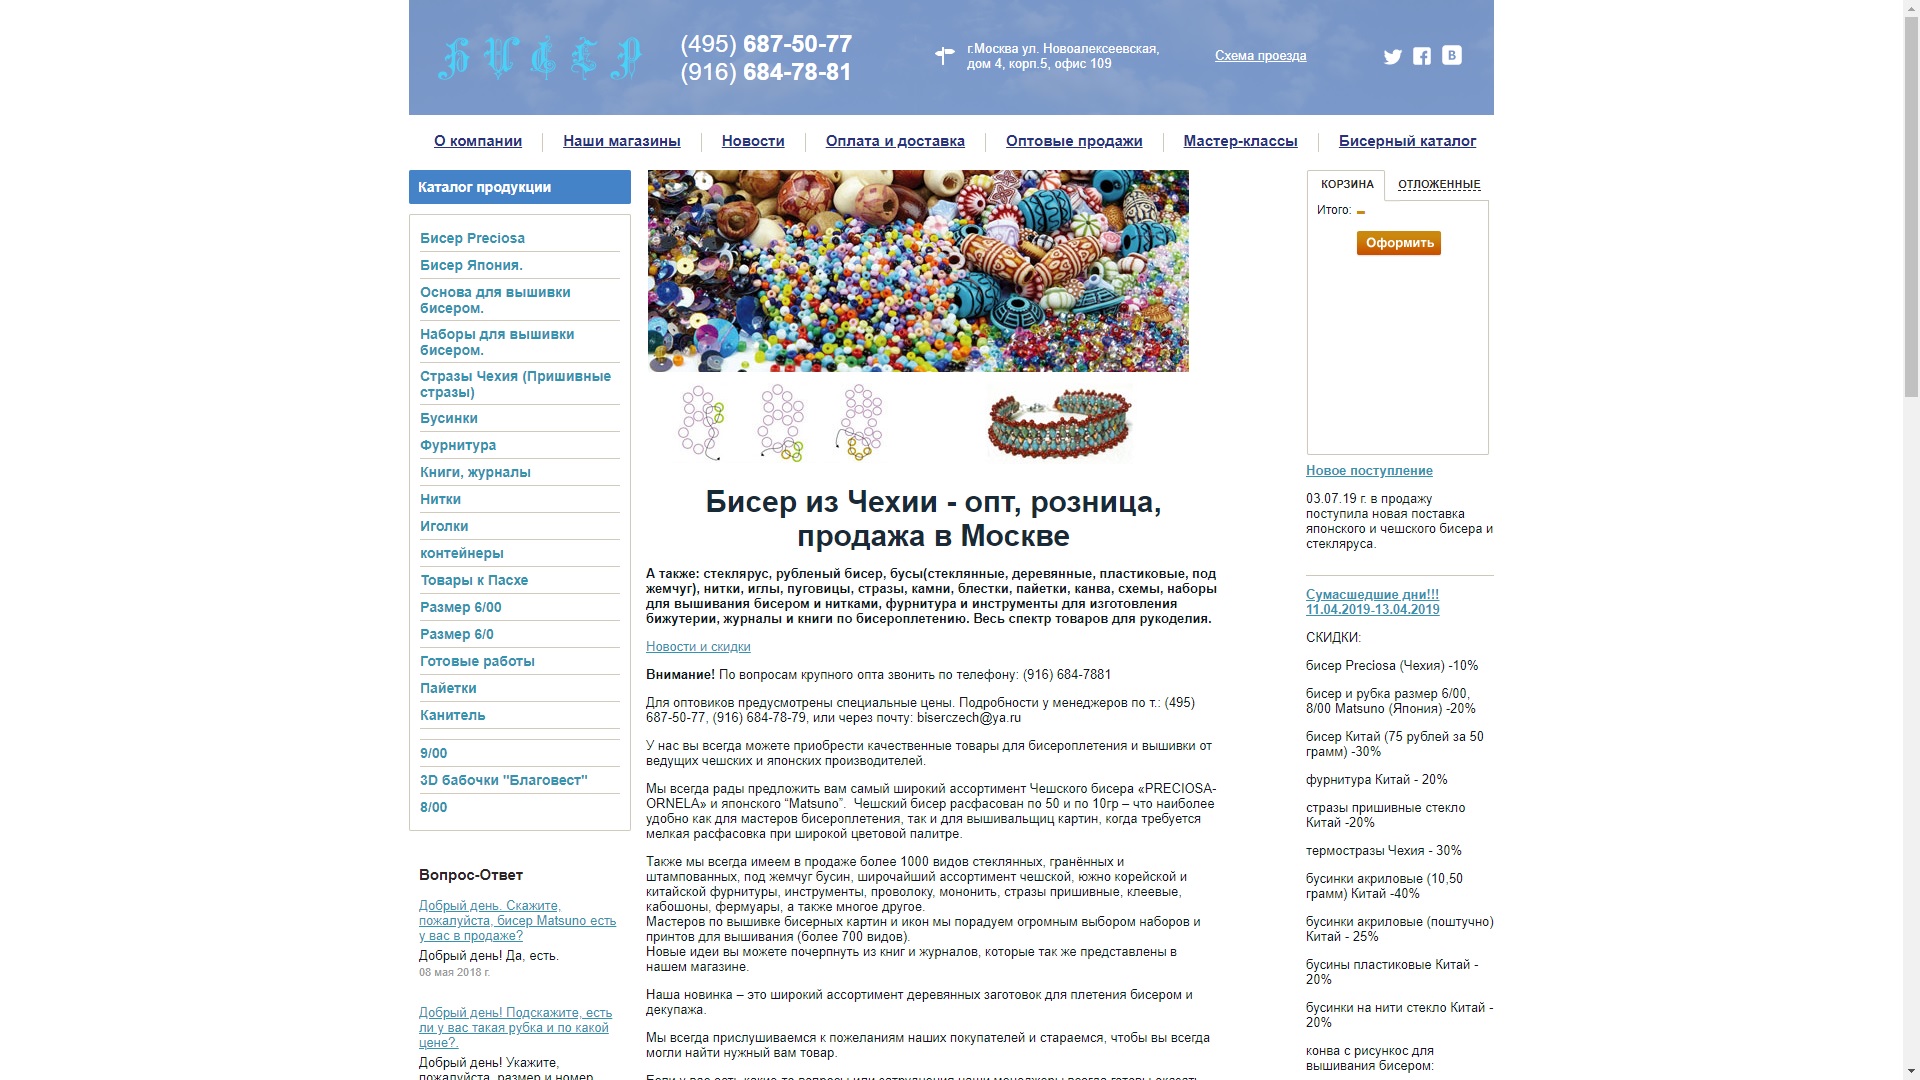 БИСЕР
(495) 687-50-77
(916) 684-78-81
г.Москва ул. Новоалексеевская,
дом 4, корп.5, офис 109
Схема проезда
О компании
Наши магазины
Новости
Оплата и доставка
Оптовые продажи
Мастер-классы
Бисерный каталог
Каталог продукции
Бисер Preciosa
Бисер Япония.
Основа для вышивки
бисером.
Наборы для вышивки
бисером.
Стразы Чехия (Пришивные
стразы)
Бусинки
Фурнитура
Книги, журналы
Нитки
Иголки
контейнеры
Товары к Пасхе
Размер 6/00
Размер 6/0
Готовые работы
Пайетки
Канитель
9/00
3D бабочки "Благовест"
8/00
Вопрос-Ответ
Добрый день. Скажите,
пожалуйста, бисер Matsuno есть
у вас в продаже?
Добрый день! Да, есть.
08 мая 2018 г.
Добрый день! Подскажите, есть
ли у вас такая рубка и по какой
цене?.
Добрый день! Укажите,
пожалуйста, размер и номер
Бисер из Чехии - опт, розница,
продажа в Москве
А также: стеклярус, рубленый бисер, бусы(стеклянные, деревянные, пластиковые, под
жемчуг), нитки, иглы, пуговицы, стразы, камни, блестки, пайетки, канва, схемы, наборы
для вышивания бисером и нитками, фурнитура и инструменты для изготовления
бижутерии, журналы и книги по бисероплетению. Весь спектр товаров для рукоделия.
Новости и скидки
Внимание! По вопросам крупного опта звонить по телефону: (916) 684-7881
Для оптовиков предусмотрены специальные цены. Подробности у менеджеров по т.: (495)
687-50-77, (916) 684-78-79, или через почту: biserczech@ya.ru
У нас вы всегда можете приобрести качественные товары для бисероплетения и вышивки от
ведущих чешских и японских производителей.
Мы всегда рады предложить вам самый широкий ассортимент Чешского бисера «PRECIOSA-
ORNELA» и японского “Matsuno”. Чешский бисер расфасован по 50 и по 10гр – что наиболее
удобно как для мастеров бисероплетения, так и для вышивальщиц картин, когда требуется
мелкая расфасовка при широкой цветовой палитре.
Также мы всегда имеем в продаже более 1000 видов стеклянных, гранённых и
штампованных, под жемчуг бусин, широчайший ассортимент чешской, южно корейской и
китайской фурнитуры, инструменты, проволоку, мононить, стразы пришивные, клеевые,
кабошоны, фермуары, а также многое другое.
Мастеров по вышивке бисерных картин и икон мы порадуем огромным выбором наборов и
принтов для вышивания (более 700 видов).
Новые идеи вы можете почерпнуть из книг и журналов, которые так же представлены в
нашем магазине.
Наша новинка – это широкий ассортимент деревянных заготовок для плетения бисером и
декупажа.
Мы всегда прислушиваемся к пожеланиям наших покупателей и стараемся, чтобы вы всегда
могли найти нужный вам товар.
Если у вас есть какие-то вопросы или затруднения наши менеджеры всегда готовы оказать
КОРЗИНА
ОТЛОЖЕННЫЕ
Итого:
Оформить
Новое поступление
03.07.19 г. в продажу
поступила новая поставка
японского и чешского бисера и
стекляруса.
Сумасшедшие дни!!!
11.04.2019-13.04.2019
СКИДКИ:
бисер Preciosa (Чехия) -10%
бисер и рубка размер 6/00,
8/00 Matsuno (Япония) -20%
бисер Китай (75 рублей за 50
грамм) -30%
фурнитура Китай - 20%
стразы пришивные стекло
Китай -20%
термостразы Чехия - 30%
бусинки акриловые (10,50
грамм) Китай -40%
бусинки акриловые (поштучно)
Китай - 25%
бусины пластиковые Китай -
20%
бусинки на нити стекло Китай -
20%
конва с рисункос для
вышивания бисером: